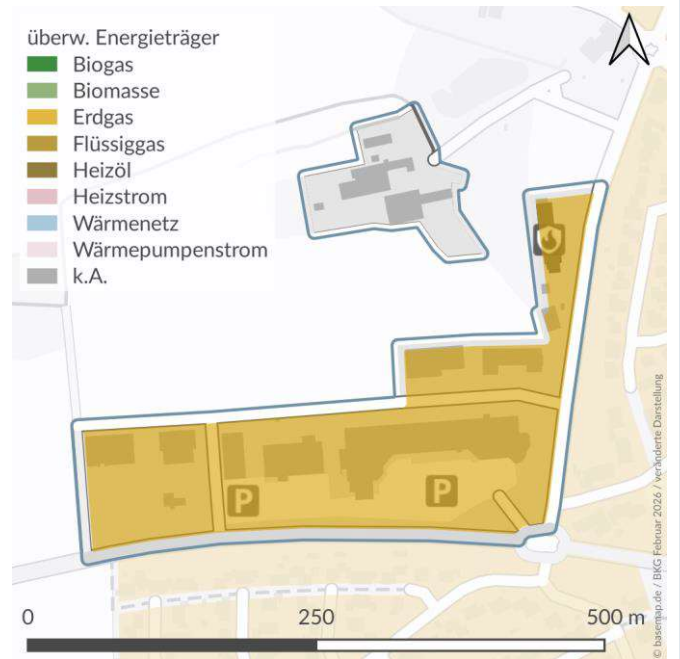 überw. Energieträger
Biogas
Biomasse
Erdgas
Flüssiggas
Heizöl
Heizstrom
Wärmenetz
Wärmepumpenstrom
k.A.
P
P
0 250 500 m
© basemap.de / BKG Februar 2026 / veränderte Darstellung